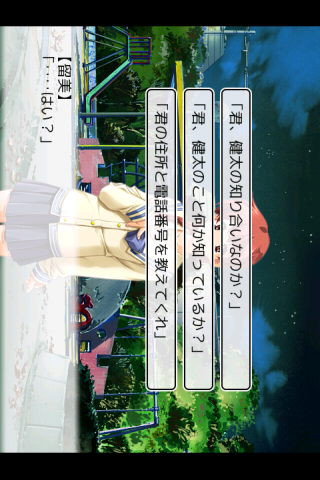 「君、健太の知り合いなのか？」
「君、健太のこと何か知っているか？」
「君の住所と電話番号を教えてくれ」
【留美】
「‥‥はい？」